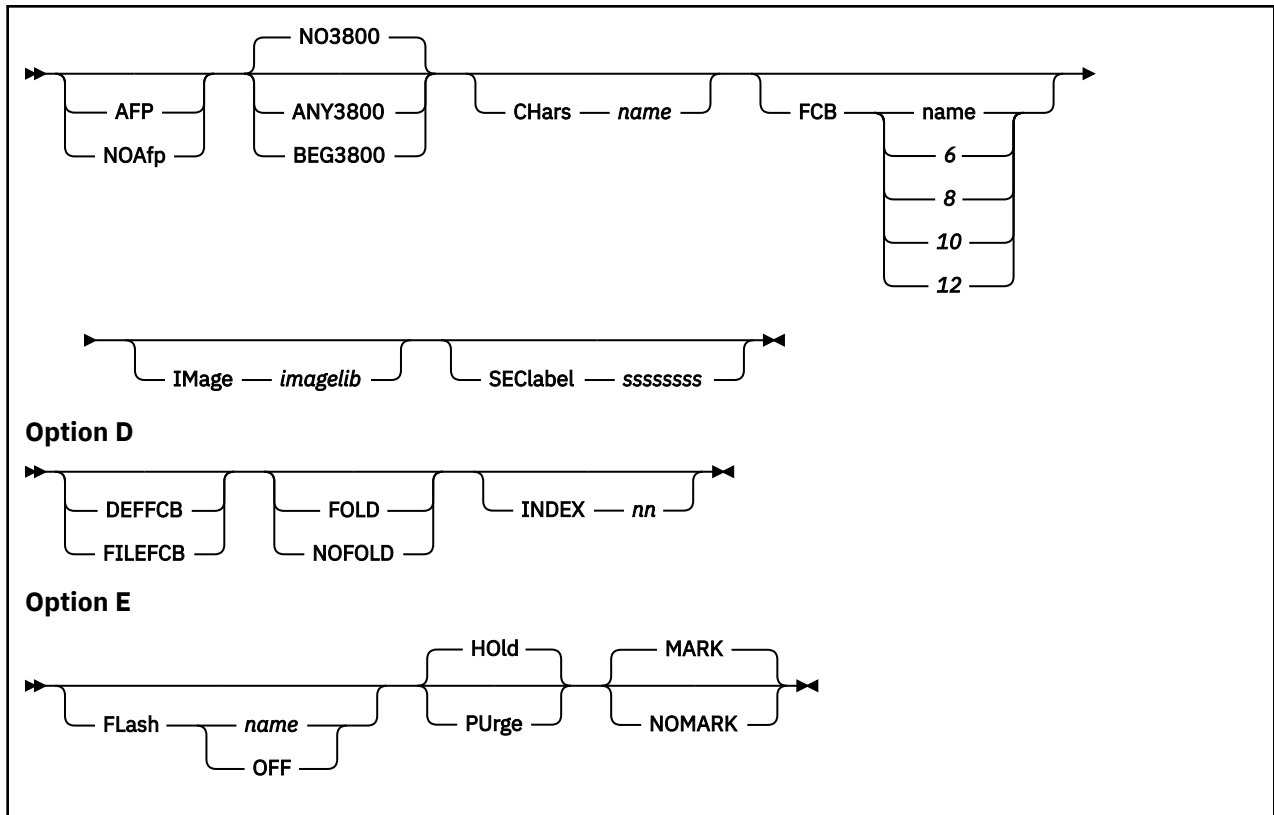 NO3800
AFP ANY3800 CHars name FCB name
NOAfp BEG3800 6
8
10
12
IMage imagelib SEClabel ssssssss
Option D
DEFFCB FOLD INDEX nn
FILEFCB NOFOLD
Option E
HOld MARK
FLash name PUrge NOMARK
OFF